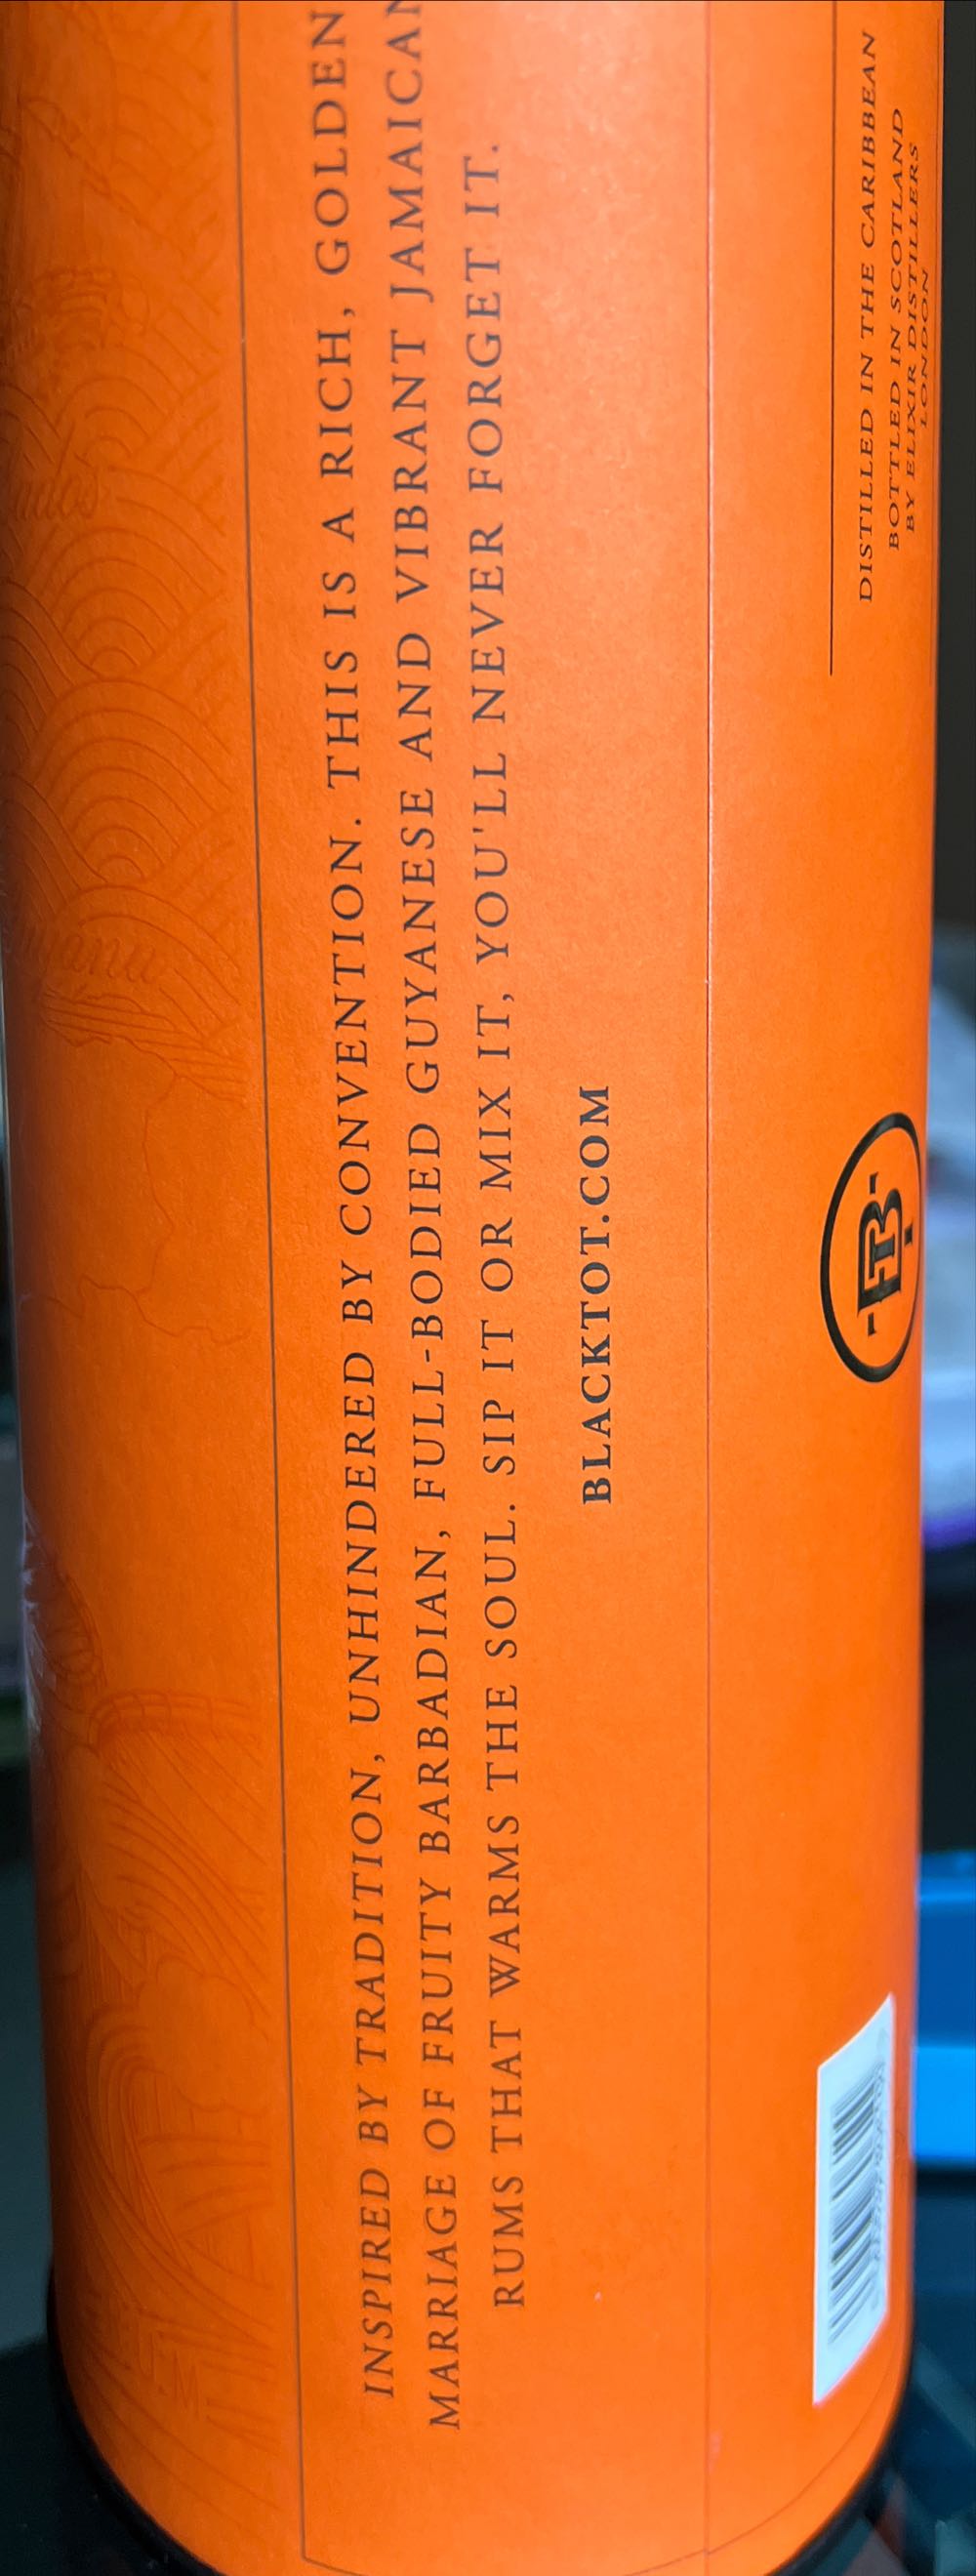 INSPIRED BY TRADITION, UNHINDERED BY CONVENTION. THIS IS A RICH, GOLDEN
MARRIAGE OF FRUITY BARBADIAN, FULL-BODIED GUYANESE AND VIBRANT JAMAICAN
RUMS THAT WARMS THE SOUL. SIP IT OR MIX IT, YOU'LL NEVER FORGET IT.
BLACKTOT.COM
DISTILLED IN THE CARIBBEAN
BOTTLED IN SCOTLAND
BY ELIXIR DISTILLERS
LONDON